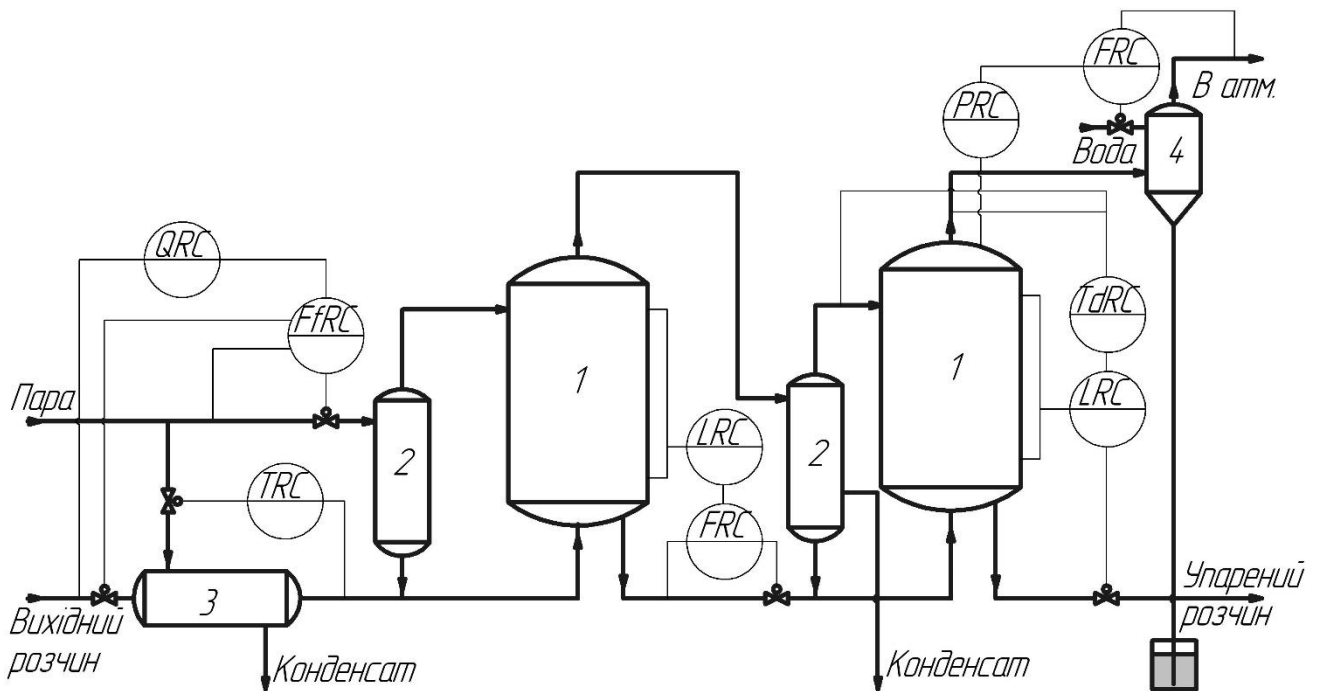 FRC
В атм.
PRC
Вода
4
QRC
FfRC
TdRC
Пара
1
1
2
LRC
2
LRC
TRC
FRC
3
Вихідний
розчин
Конденсат
Конденсат
Упарений
розчин